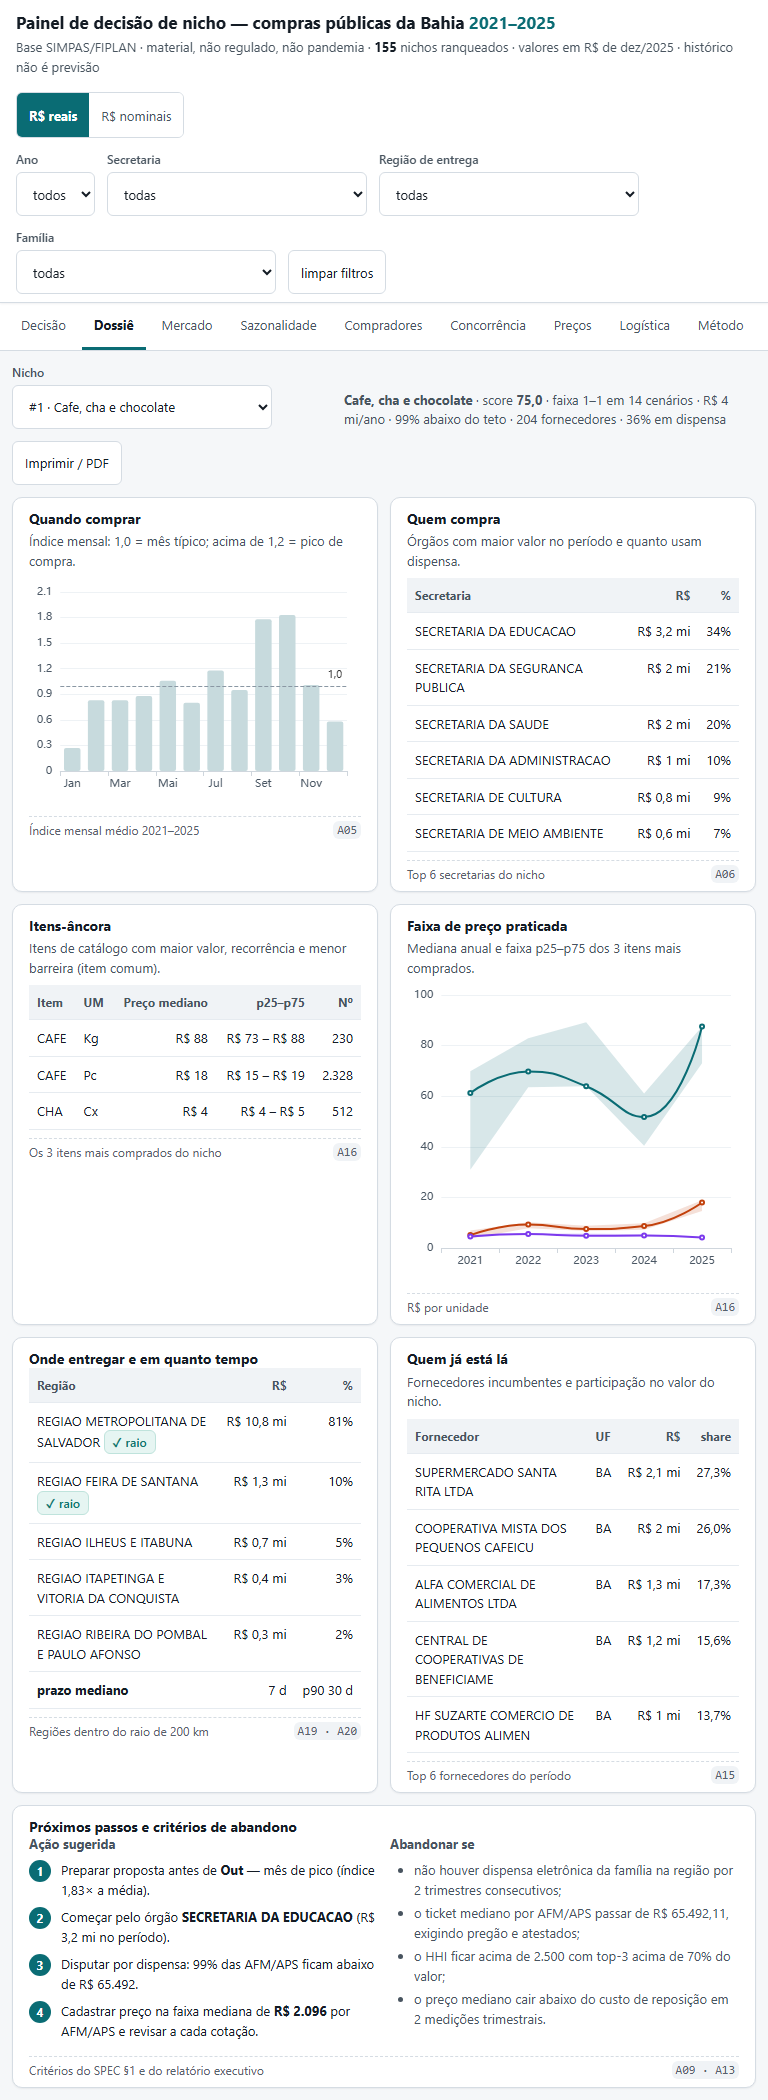 Painel de decisão de nicho — compras públicas da Bahia 2021–2025
Base SIMPAS/FIPLAN · material, não regulado, não pandemia · 155 nichos ranqueados · valores em R$ de dez/2025 · histórico
não é previsão
R$ reais R$ nominais
Ano Secretaria Região de entrega
todos todas todas
Família
todas limpar filtros
Decisão Dossiê Mercado Sazonalidade Compradores Concorrência Preços Logística Método
Nicho
#1 · Cafe, cha e chocolate
Cafe, cha e chocolate · score 75,0 · faixa 1–1 em 14 cenários · R$ 4
mi/ano · 99% abaixo do teto · 204 fornecedores · 36% em dispensa
Imprimir / PDF
Quando comprar
Índice mensal: 1,0 = mês típico; acima de 1,2 = pico de
compra.
2.1
1.8
1.5
1.2
0.9
0.6
0.3
0
1,0
Jan Mar Mai Jul Set Nov
Índice mensal médio 2021–2025 A05
Quem compra
Órgãos com maior valor no período e quanto usam
dispensa.
Secretaria R$ %
SECRETARIA DA EDUCACAO R$ 3,2 mi 34%
SECRETARIA DA SEGURANCA R$ 2 mi 21%
PUBLICA
SECRETARIA DA SAUDE R$ 2 mi 20%
SECRETARIA DA ADMINISTRACAO R$ 1 mi 10%
SECRETARIA DE CULTURA R$ 0,8 mi 9%
SECRETARIA DE MEIO AMBIENTE R$ 0,6 mi 7%
Top 6 secretarias do nicho A06
Itens-âncora
Itens de catálogo com maior valor, recorrência e menor
barreira (item comum).
Item UM Preço mediano p25–p75 Nº
CAFE Kg R$ 88 R$ 73 – R$ 88 230
CAFE Pc R$ 18 R$ 15 – R$ 19 2.328
CHA Cx R$ 4 R$ 4 – R$ 5 512
Os 3 itens mais comprados do nicho A16
Faixa de preço praticada
Mediana anual e faixa p25–p75 dos 3 itens mais
comprados.
100
80
60
40
20
0
2021 2022 2023 2024 2025
R$ por unidade A16
Onde entregar e em quanto tempo
Região R$ %
REGIAO METROPOLITANA DE R$ 10,8 mi 81%
SALVADOR ✓ raio
REGIAO FEIRA DE SANTANA R$ 1,3 mi 10%
✓ raio
REGIAO ILHEUS E ITABUNA R$ 0,7 mi 5%
REGIAO ITAPETINGA E R$ 0,4 mi 3%
VITORIA DA CONQUISTA
REGIAO RIBEIRA DO POMBAL R$ 0,3 mi 2%
E PAULO AFONSO
prazo mediano 7 d p90 30 d
Regiões dentro do raio de 200 km A19 · A20
Quem já está lá
Fornecedores incumbentes e participação no valor do
nicho.
Fornecedor UF R$ share
SUPERMERCADO SANTA BA R$ 2,1 mi 27,3%
RITA LTDA
COOPERATIVA MISTA DOS BA R$ 2 mi 26,0%
PEQUENOS CAFEICU
ALFA COMERCIAL DE BA R$ 1,3 mi 17,3%
ALIMENTOS LTDA
CENTRAL DE BA R$ 1,2 mi 15,6%
COOPERATIVAS DE
BENEFICIAME
HF SUZARTE COMERCIO DE BA R$ 1 mi 13,7%
PRODUTOS ALIMEN
Top 6 fornecedores do período A15
Próximos passos e critérios de abandono
Ação sugerida
1 Preparar proposta antes de Out — mês de pico (índice
1,83× a média).
2 Começar pelo órgão SECRETARIA DA EDUCACAO (R$
3,2 mi no período).
3 Disputar por dispensa: 99% das AFM/APS ficam abaixo
de R$ 65.492.
4 Cadastrar preço na faixa mediana de R$ 2.096 por
AFM/APS e revisar a cada cotação.
Abandonar se
• não houver dispensa eletrônica da família na região por
2 trimestres consecutivos;
• o ticket mediano por AFM/APS passar de R$ 65.492,11,
exigindo pregão e atestados;
• o HHI ficar acima de 2.500 com top-3 acima de 70% do
valor;
• o preço mediano cair abaixo do custo de reposição em
2 medições trimestrais.
Critérios do SPEC §1 e do relatório executivo A09 · A13